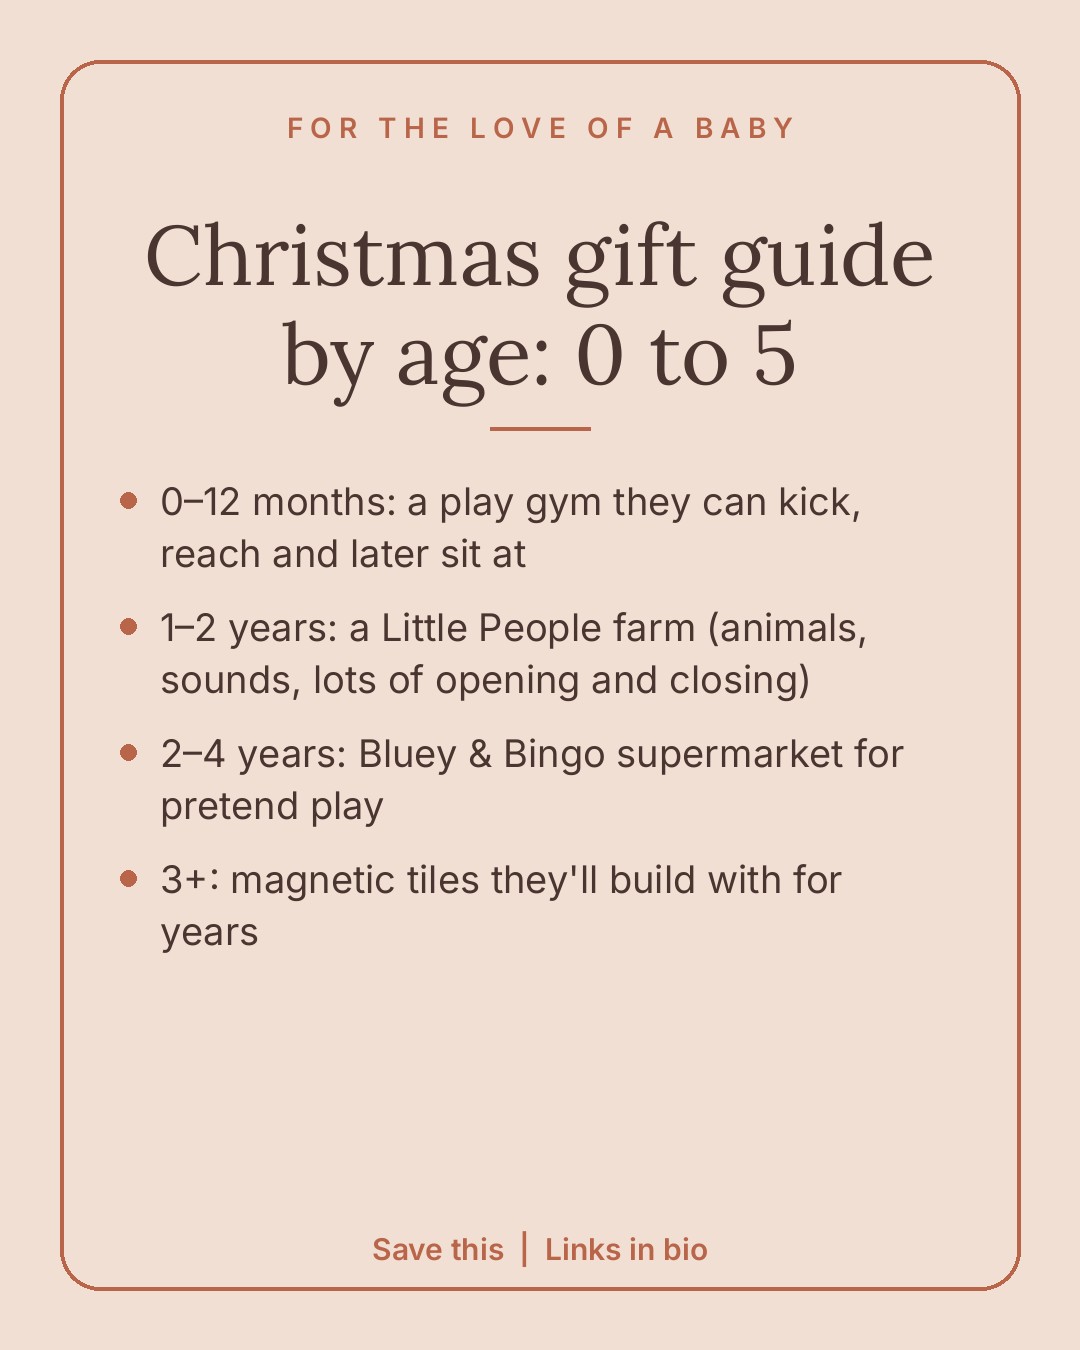 FOR THE LOVE OF A BABY
Christmas gift guide
by age: 0 to 5
• 0–12 months: a play gym they can kick,
reach and later sit at
• 1–2 years: a Little People farm (animals,
sounds, lots of opening and closing)
• 2–4 years: Bluey & Bingo supermarket for
pretend play
• 3+: magnetic tiles they'll build with for
years
Save this | Links in bio